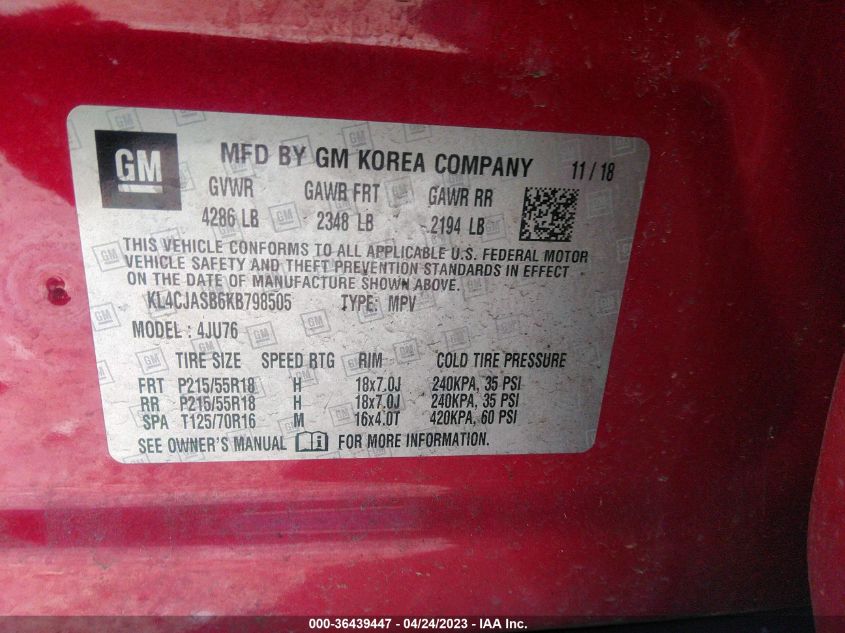 GM MFD BY GM KOREA COMPANY 11/18
GVWR GAWR FRT GAWR RR
4286 LB 2348 LB 2194 LB
THIS VEHICLE CONFORMS TO ALL APPLICABLE U.S. FEDERAL MOTOR
VEHICLE SAFETY AND THEFT PREVENTION STANDARDS IN EFFECT
ON THE DATE OF MANUFACTURE SHOWN ABOVE.
KL4CJASB6KB798505 TYPE: MPV
MODEL : 4JU76
TIRE SIZE SPEED RTG RIM COLD TIRE PRESSURE
FRT P215/55R18 H 18x7.0J 240KPA, 35 PSI
RR P215/55R18 H 18x7.0J 240KPA, 35 PSI
SPA T125/70R16 M 16x4.0T 420KPA, 60 PSI
SEE OWNER'S MANUAL FOR MORE INFORMATION.
000-36439447 - 04/24/2023 - IAA Inc.